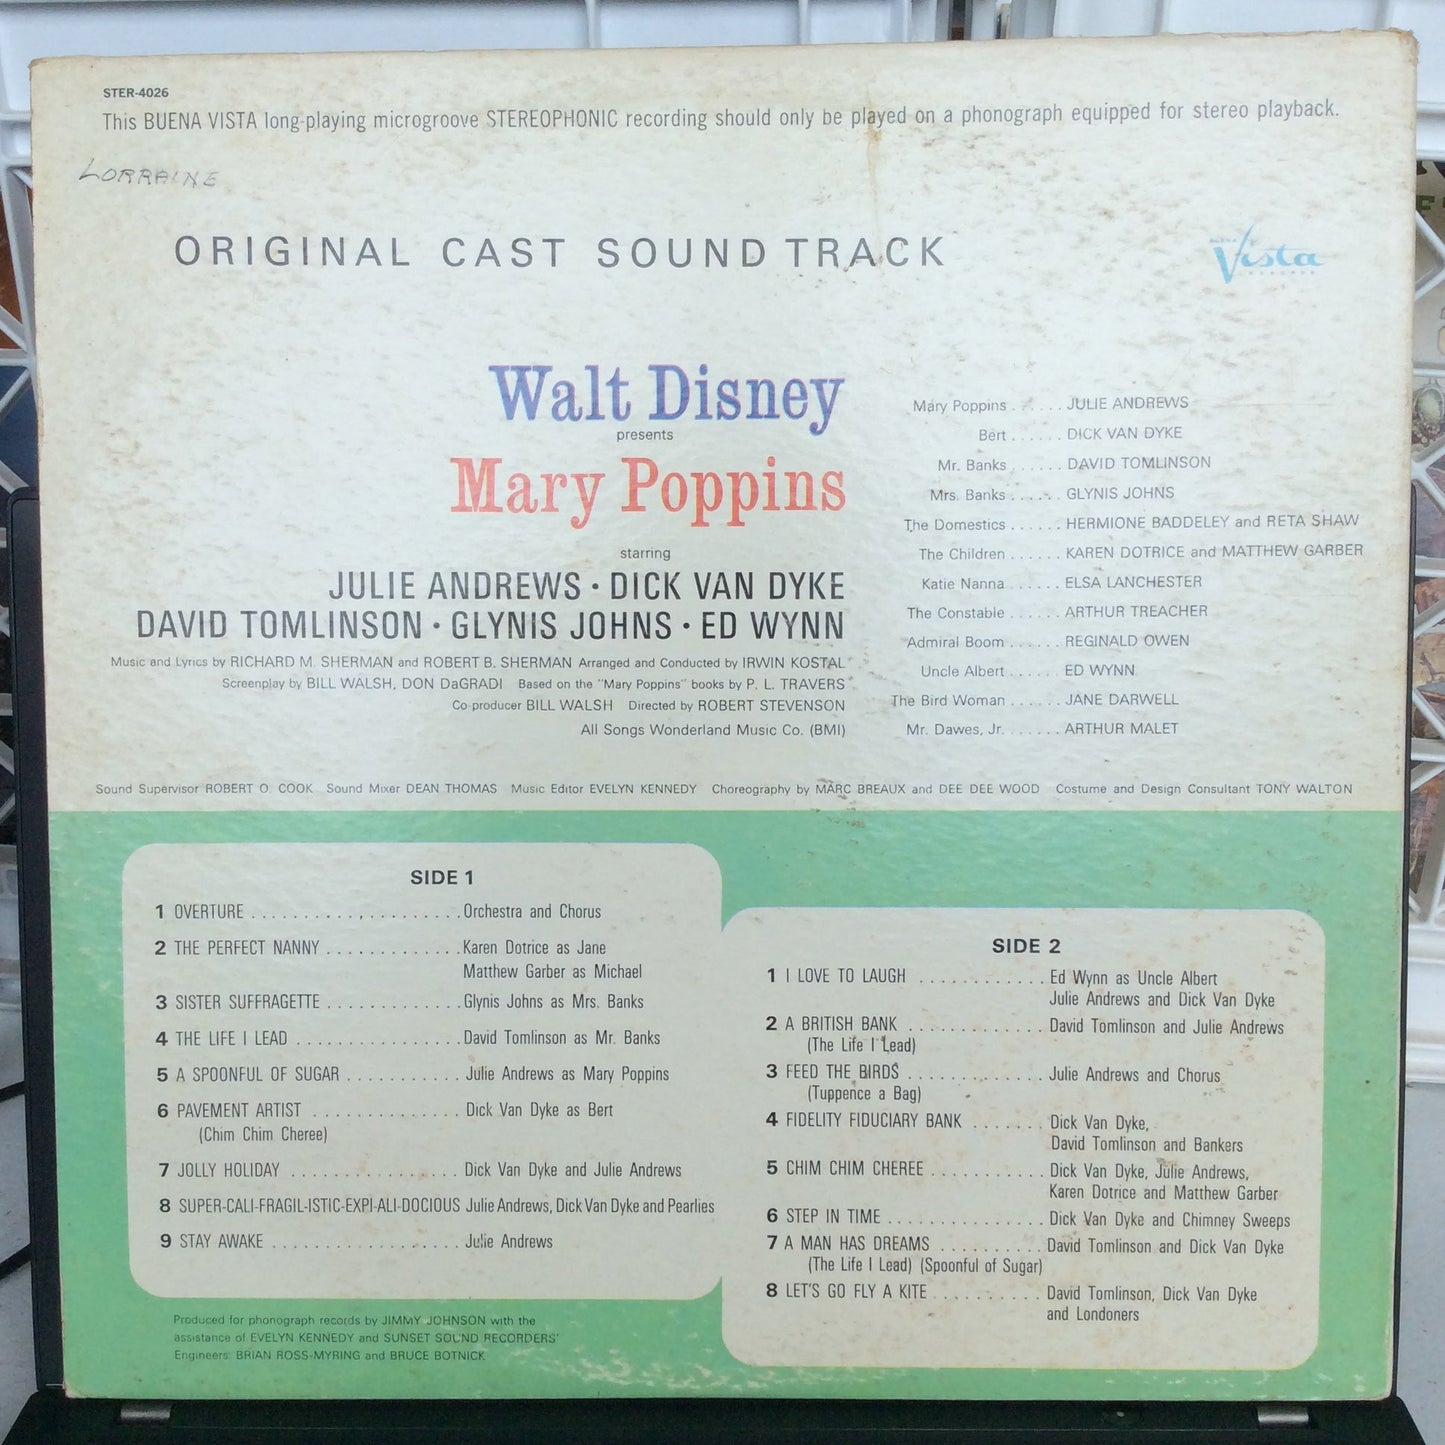 STER-4026
This BUENA VISTA long-playing microgroove STEREOPHONIC recording should only be played on a phonograph equipped for stereo playback.
LORRAINE
ORIGINAL CAST SOUND TRACK
Vista
RECORDS
Walt Disney
presents
Mary Poppins
starring
JULIE ANDREWS • DICK VAN DYKE
DAVID TOMLINSON • GLYNIS JOHNS • ED WYNN
Music and Lyrics by RICHARD M. SHERMAN and ROBERT B. SHERMAN Arranged and Conducted by IRWIN KOSTAL
Screenplay by BILL WALSH, DON DaGRADI Based on the "Mary Poppins" books by P. L. TRAVERS
Co-producer BILL WALSH Directed by ROBERT STEVENSON
All Songs Wonderland Music Co. (BMI)
Mary Poppins . . . . . . JULIE ANDREWS
Bert . . . . . . DICK VAN DYKE
Mr. Banks . . . . . . DAVID TOMLINSON
Mrs. Banks . . . . . . GLYNIS JOHNS
The Domestics . . . . . . HERMIONE BADDELEY and RETA SHAW
The Children . . . . . . KAREN DOTRICE and MATTHEW GARBER
Katie Nanna . . . . . . ELSA LANCHESTER
The Constable . . . . . . ARTHUR TREACHER
Admiral Boom . . . . . . REGINALD OWEN
Uncle Albert . . . . . . ED WYNN
The Bird Woman . . . . . . JANE DARWELL
Mr. Dawes, Jr. . . . . . . ARTHUR MALET
Sound Supervisor ROBERT O. COOK Sound Mixer DEAN THOMAS Music Editor EVELYN KENNEDY Choreography by MARC BREAUX and DEE DEE WOOD Costume and Design Consultant TONY WALTON
SIDE 1
1 OVERTURE . . . . . . . . . . . . . . . . . . . . Orchestra and Chorus
2 THE PERFECT NANNY . . . . . . . . . . . . . Karen Dotrice as Jane
Matthew Garber as Michael
3 SISTER SUFFRAGETTE . . . . . . . . . . . . . Glynis Johns as Mrs. Banks
4 THE LIFE I LEAD . . . . . . . . . . . . . . . . David Tomlinson as Mr. Banks
5 A SPOONFUL OF SUGAR . . . . . . . . . . . Julie Andrews as Mary Poppins
6 PAVEMENT ARTIST . . . . . . . . . . . . . . Dick Van Dyke as Bert
(Chim Chim Cheree)
7 JOLLY HOLIDAY . . . . . . . . . . . . . . . . Dick Van Dyke and Julie Andrews
8 SUPER-CALI-FRAGIL-ISTIC-EXPI-ALI-DOCIOUS Julie Andrews, Dick Van Dyke and Pearlies
9 STAY AWAKE . . . . . . . . . . . . . . . . . . Julie Andrews
SIDE 2
1 I LOVE TO LAUGH . . . . . . . . . . . . Ed Wynn as Uncle Albert
Julie Andrews and Dick Van Dyke
2 A BRITISH BANK . . . . . . . . . . . . . David Tomlinson and Julie Andrews
(The Life I Lead)
3 FEED THE BIRDS . . . . . . . . . . . . . Julie Andrews and Chorus
(Tuppence a Bag)
4 FIDELITY FIDUCIARY BANK . . . . . . . Dick Van Dyke,
David Tomlinson and Bankers
5 CHIM CHIM CHEREE . . . . . . . . . . . Dick Van Dyke, Julie Andrews,
Karen Dotrice and Matthew Garber
6 STEP IN TIME . . . . . . . . . . . . . . . Dick Van Dyke and Chimney Sweeps
7 A MAN HAS DREAMS . . . . . . . . . . David Tomlinson and Dick Van Dyke
(The Life I Lead) (Spoonful of Sugar)
8 LET'S GO FLY A KITE . . . . . . . . . . David Tomlinson, Dick Van Dyke
and Londoners
Produced for phonograph records by JIMMY JOHNSON with the
assistance of EVELYN KENNEDY and SUNSET SOUND RECORDERS'
Engineers: BRIAN ROSS-MYRING and BRUCE BOTNICK